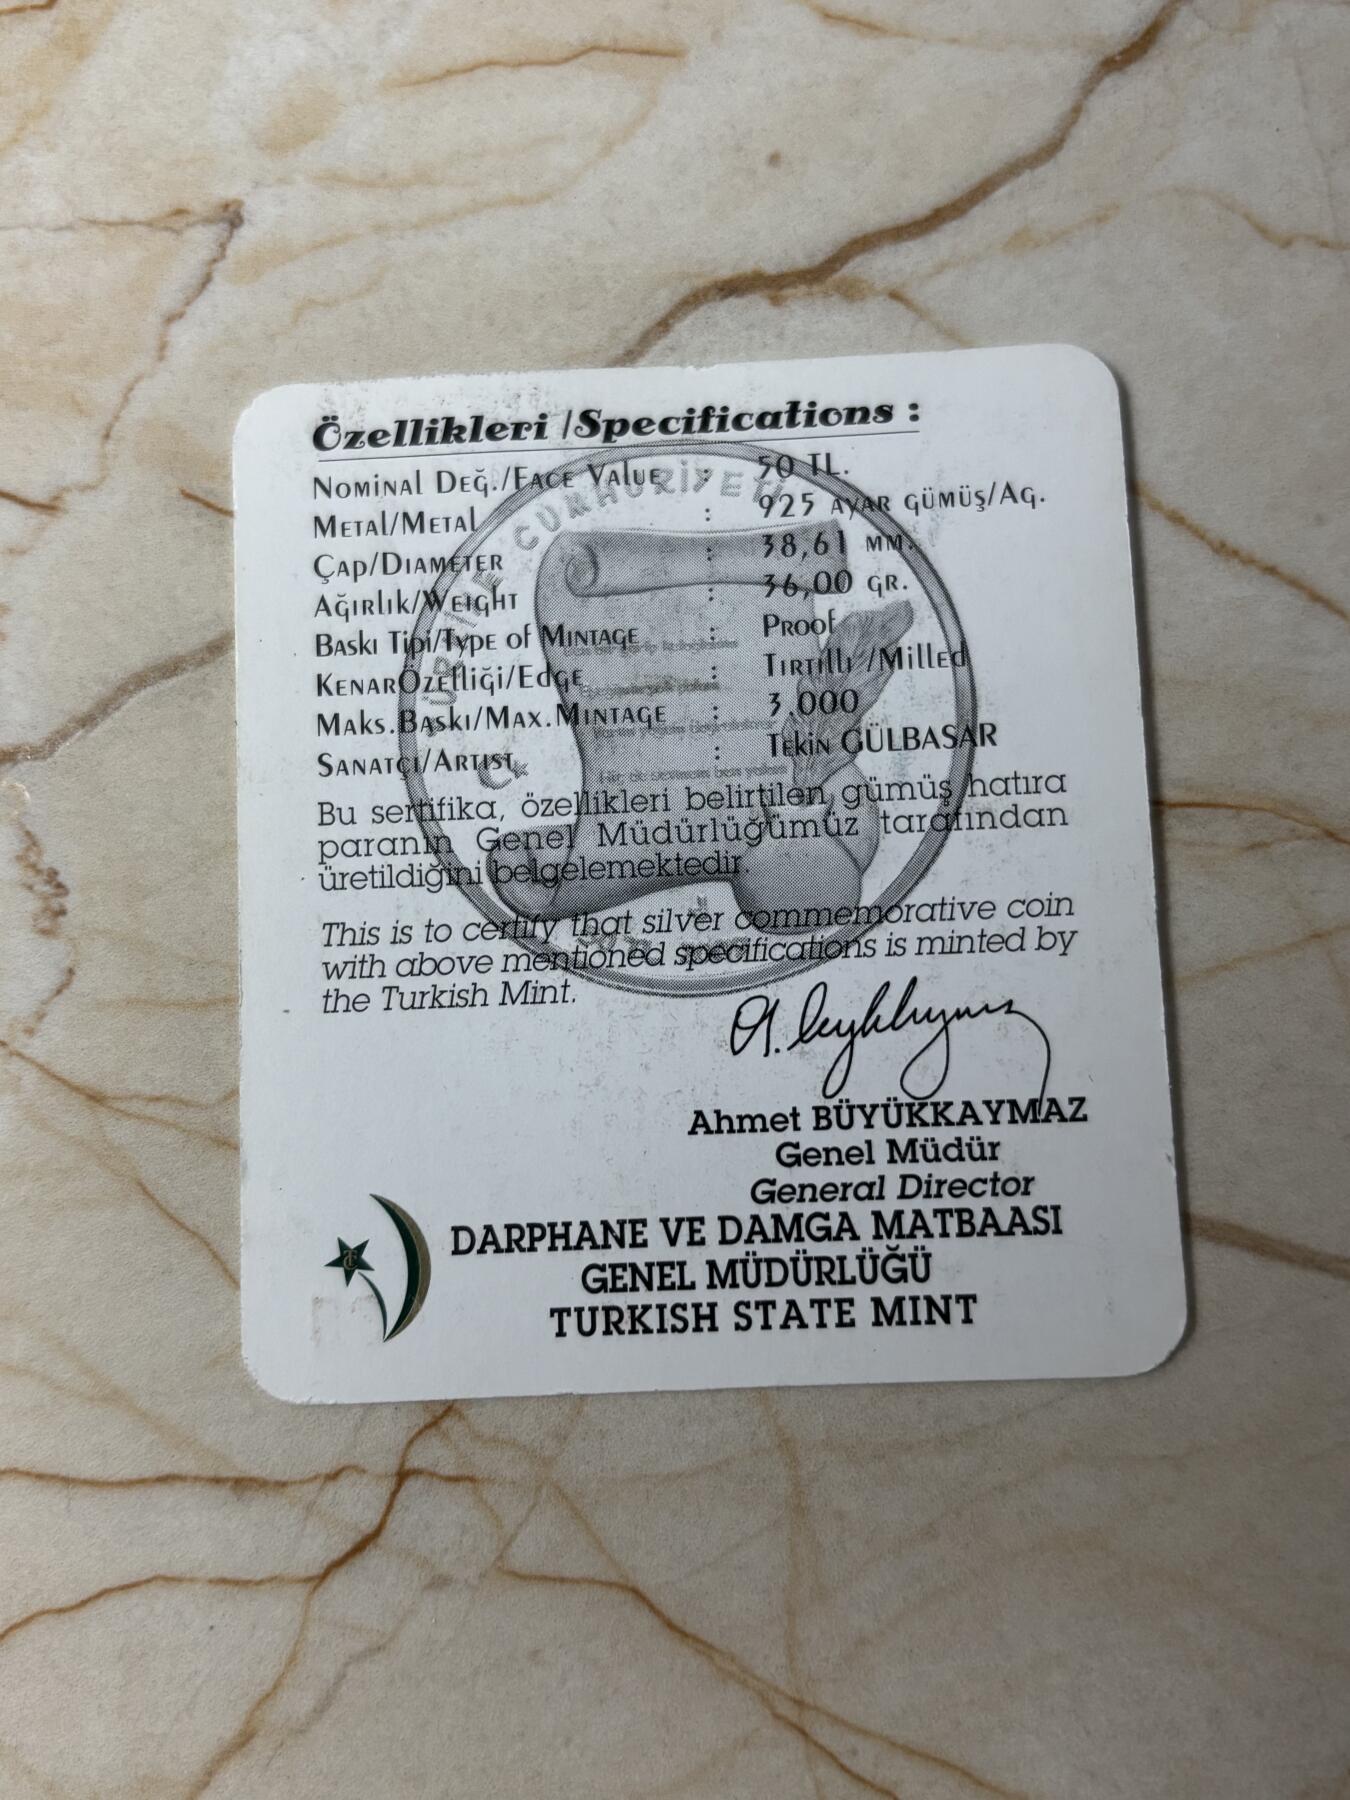 Özellikleri /Specifications :
Nominal Değ./Face Value : 50 TL.
Metal/Metal : 925 ayar gümüş/Ag.
Çap/Diameter : 38,61 mm.
Ağırlık/Weight : 36,00 gr.
Baskı Tipi/Type of Mintage : Proof
KenarÖzelliği/Edge : Tırtıllı /Milled
Maks.Baskı/Max.Mintage : 3.000
Sanatçı/Artist : Tekin GÜLBASAR
Bu sertifika, özellikleri belirtilen gümüş hatıra
paranın Genel Müdürlüğümüz tarafından
üretildiğini belgelemektedir.
This is to certify that silver commemorative coin
with above mentioned specifications is minted by
the Turkish Mint.
Ahmet BÜYÜKKAYMAZ
Genel Müdür
General Director
DARPHANE VE DAMGA MATBAASI
GENEL MÜDÜRLÜĞÜ
TURKISH STATE MINT
CUMHURİYETİ